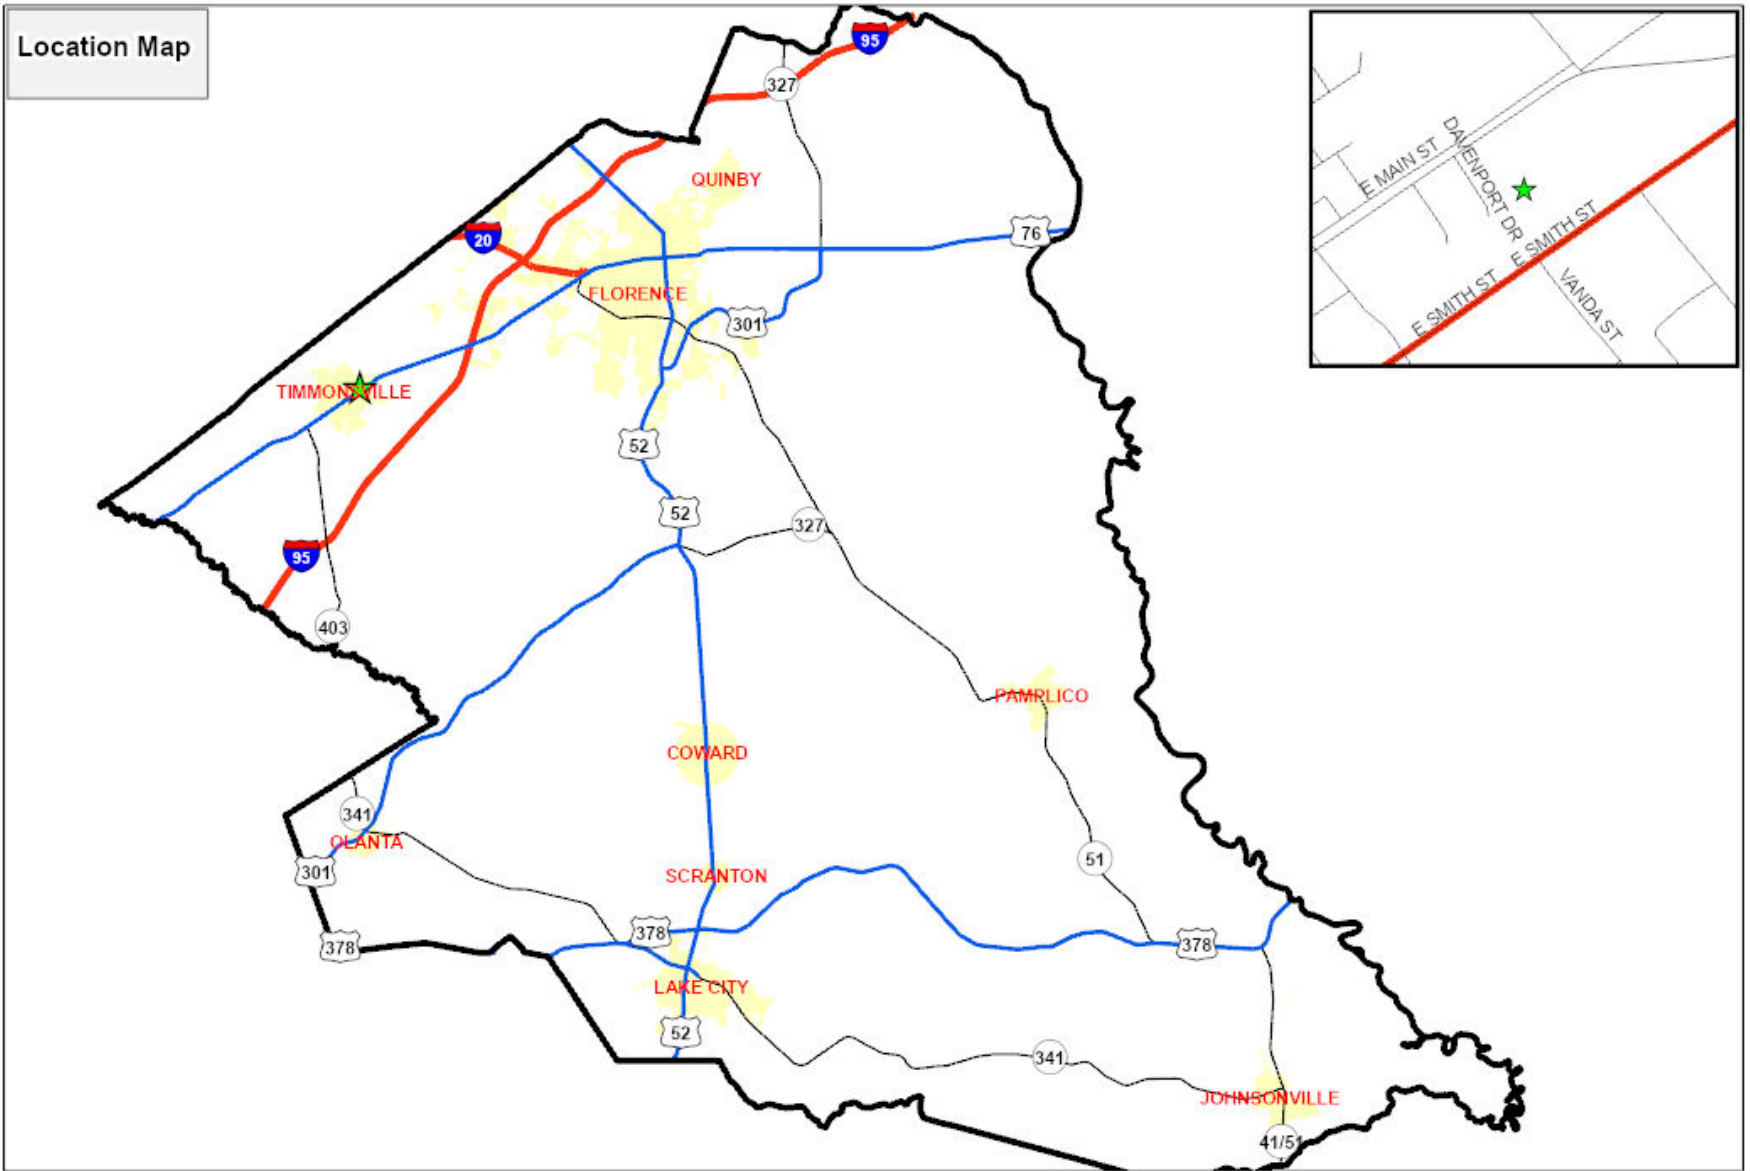 Location Map
95
327
QUINBY
20
76
FLORENCE
301
TIMMONSVILLE
52
52
327
95
403
PAMPLICO
COWARD
341
OLANTA
301
51
SCRANTON
378
378
378
LAKE CITY
52
341
JOHNSONVILLE
41/51
DAVENPORT DR
E MAIN ST
E SMITH ST
E SMITH ST
VANDA ST